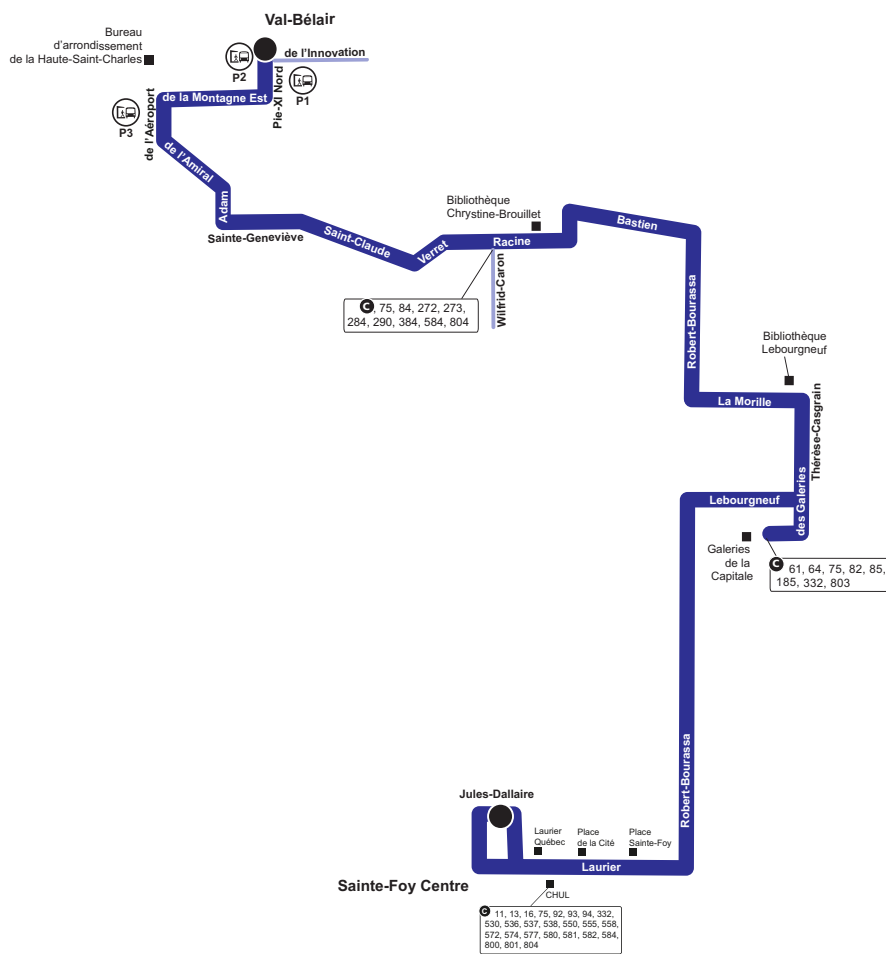 Val-Bélair
Bureau
d'arrondissement
de la Haute-Saint-Charles
P2
de l'Innovation
P1
Pie-XI Nord
de la Montagne Est
P3
de l'Aéroport
de l'Amiral
Adam
Sainte-Geneviève
Saint-Claude
Verret
Racine
Bibliothèque
Chrystine-Brouillet
Bastien
Wilfrid-Caron
C, 75, 84, 272, 273,
284, 290, 384, 584, 804
Robert-Bourassa
Bibliothèque
Lebourgneuf
La Morille
Thérèse-Casgrain
Lebourgneuf
des Galeries
Galeries
de la
Capitale
C 61, 64, 75, 82, 85,
185, 332, 803
Robert-Bourassa
Jules-Dallaire
Laurier
Québec
Place
de la Cité
Place
Sainte-Foy
Laurier
Sainte-Foy Centre
CHUL
C 11, 13, 16, 75, 92, 93, 94, 332,
530, 536, 537, 538, 550, 555, 558,
572, 574, 577, 580, 581, 582, 584,
800, 801, 804